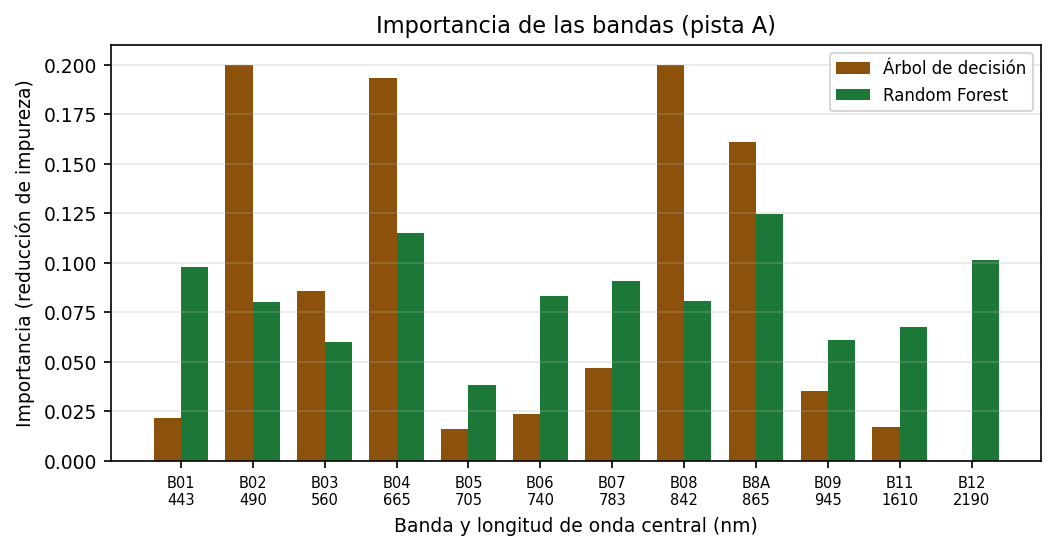 Importancia de las bandas (pista A)
Árbol de decisión
Random Forest
Importancia (reducción de impureza)
0.200
0.175
0.150
0.125
0.100
0.075
0.050
0.025
0.000
B01 B02 B03 B04 B05 B06 B07 B08 B8A B09 B11 B12
443 490 560 665 705 740 783 842 865 945 1610 2190
Banda y longitud de onda central (nm)